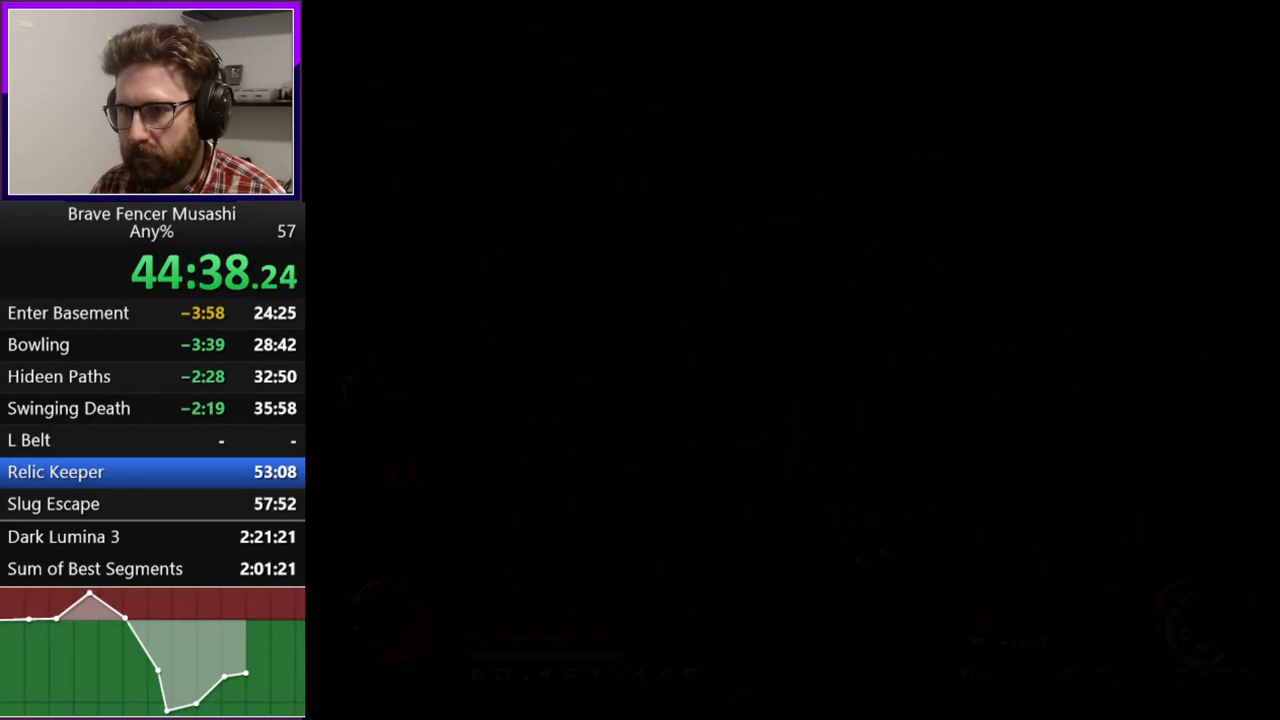 Brave Fencer Musashi
Any% 57
44:38.24
Enter Basement −3:58 24:25
Bowling −3:39 28:42
Hideen Paths −2:28 32:50
Swinging Death −2:19 35:58
L Belt - -
Relic Keeper 53:08
Slug Escape 57:52
Dark Lumina 3 2:21:21
Sum of Best Segments 2:01:21